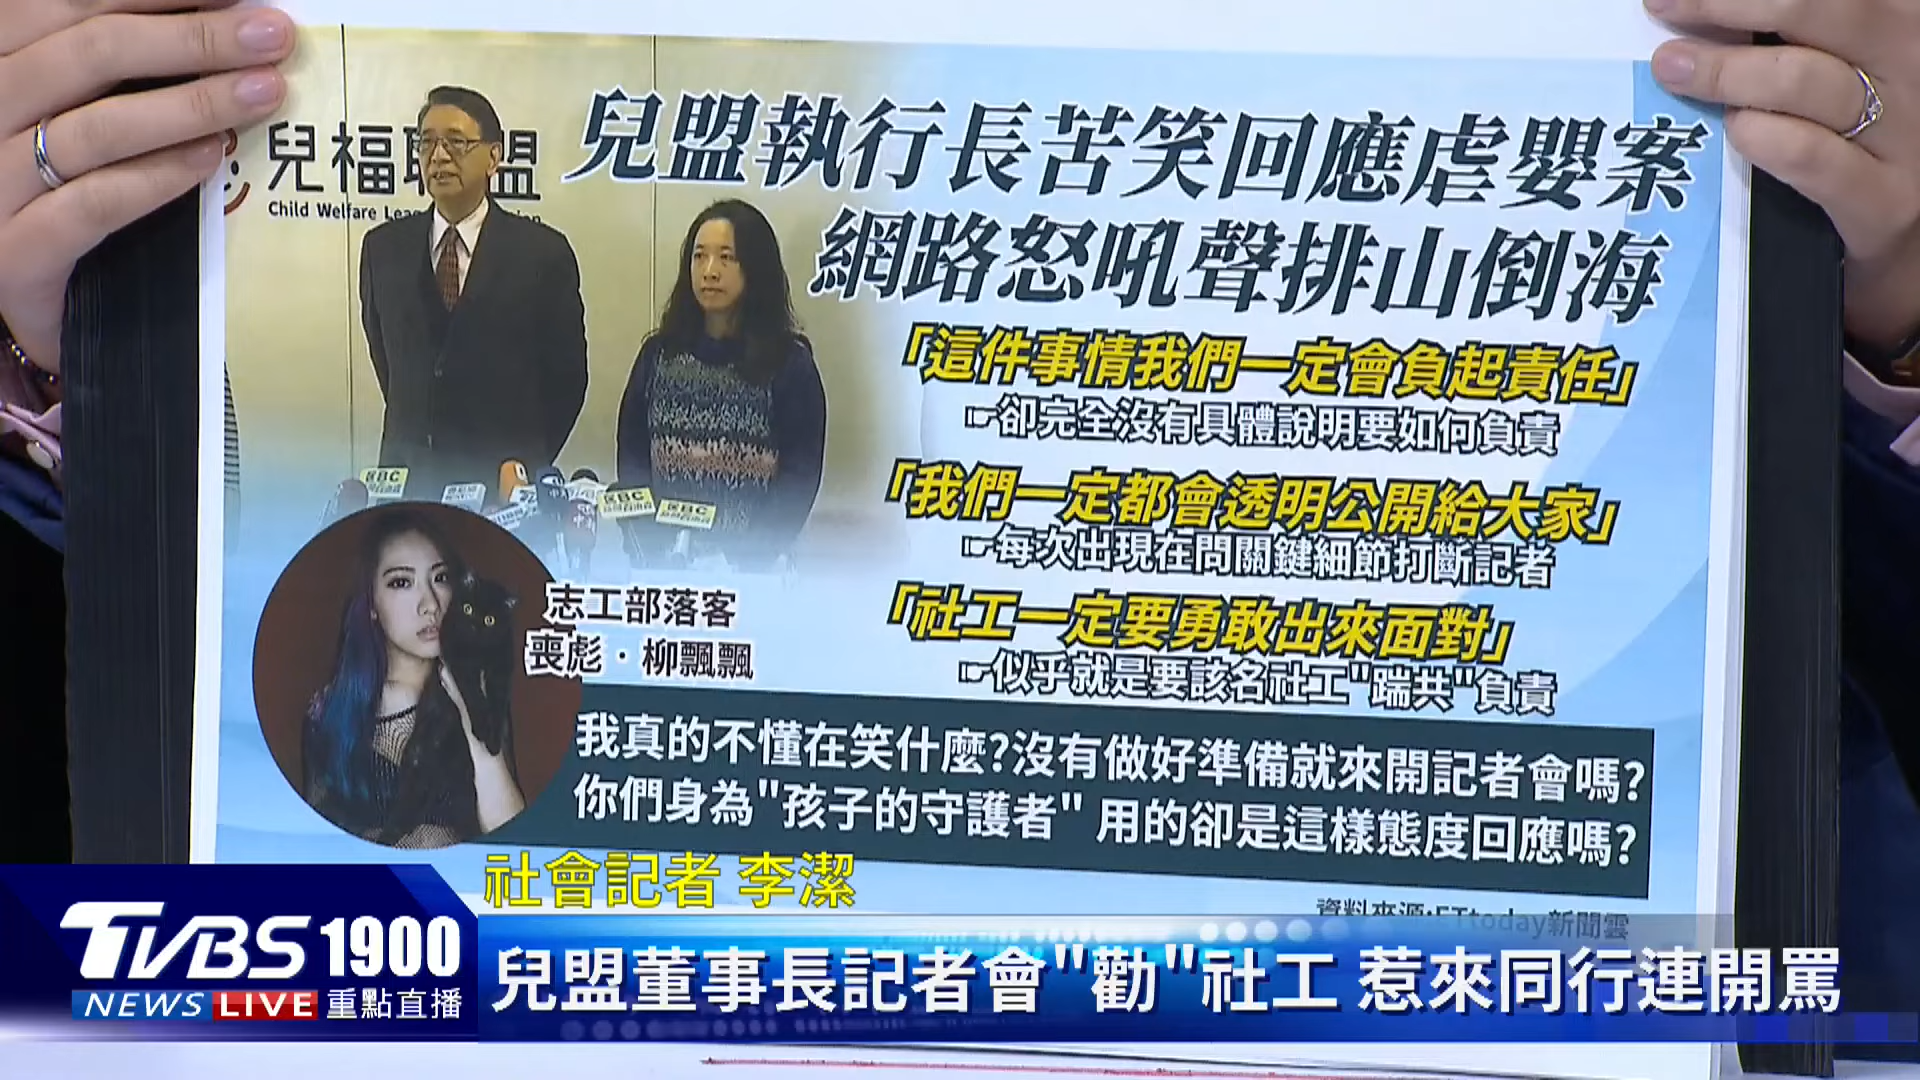 兒福聯盟
Child Welfare
兒盟執行長苦笑回應虐嬰案
網路怒吼聲排山倒海
「這件事情我們一定會負起責任」
☛卻完全沒有具體說明要如何負責
「我們一定都會透明公開給大家」
☛每次出現在問關鍵細節打斷記者
「社工一定要勇敢出來面對」
☛似乎就是要該名社工"踹共"負責
EBC
EBC
EBC
志工部落客
喪彪．柳飄飄
我真的不懂在笑什麼?沒有做好準備就來開記者會嗎?
你們身為"孩子的守護者" 用的卻是這樣態度回應嗎?
資料來源:ETtoday新聞雲
社會記者 李潔
TVBS 1900
NEWS LIVE 重點直播
兒盟董事長記者會"勸"社工 惹來同行連開罵